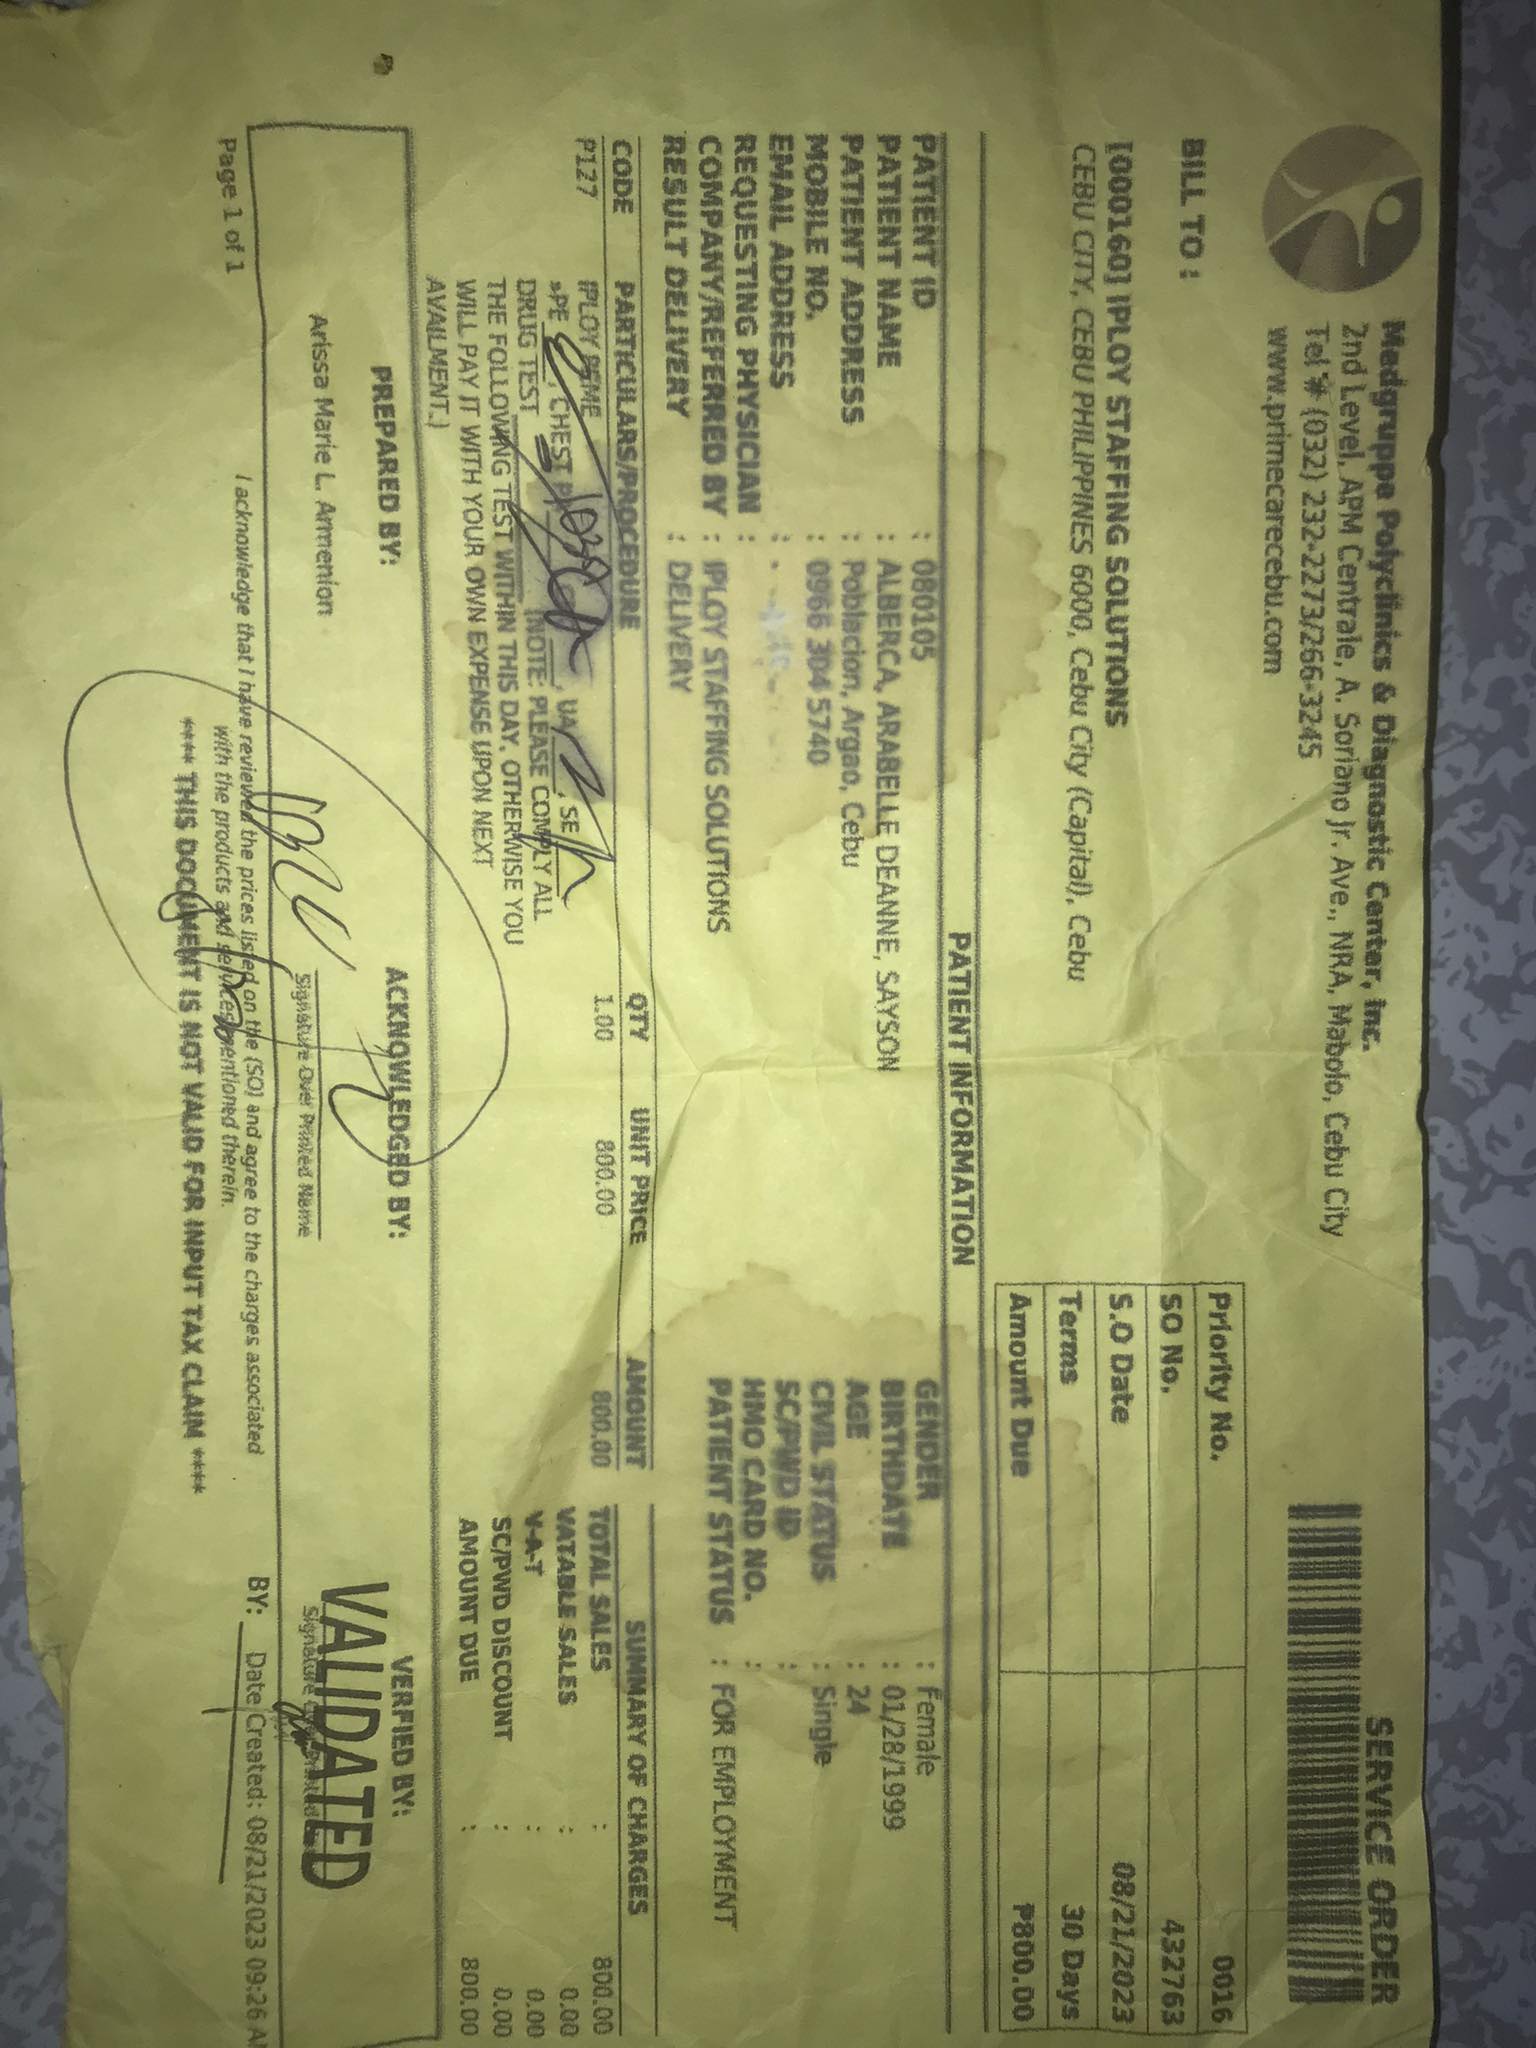 Medgruppe Polyclinics & Diagnostic Center, Inc.
2nd Level, APM Centrale, A. Soriano Jr. Ave., NRA, Mabolo, Cebu City
Tel # (032) 232-2273/266-3245
www.primecarecebu.com
SERVICE ORDER
BILL TO :
[000160] IPLOY STAFFING SOLUTIONS
CEBU CITY, CEBU PHILIPPINES 6000, Cebu City (Capital), Cebu
Priority No. 0016
SO No. 432763
S.O Date 08/21/2023
Terms 30 Days
Amount Due ₱800.00
PATIENT INFORMATION
PATIENT ID : 080105 GENDER : Female
PATIENT NAME : ALBERCA, ARABELLE DEANNE, SAYSON BIRTHDATE : 01/28/1999
PATIENT ADDRESS : Poblacion, Argao, Cebu AGE : 24
MOBILE NO. : 0966 304 5740 CIVIL STATUS : Single
EMAIL ADDRESS : SC/PWD ID :
REQUESTING PHYSICIAN : HMO CARD NO. :
COMPANY/REFERRED BY : IPLOY STAFFING SOLUTIONS PATIENT STATUS : FOR EMPLOYMENT
RESULT DELIVERY : DELIVERY
CODE PARTICULARS/PROCEDURE QTY UNIT PRICE AMOUNT SUMMARY OF CHARGES
P127 IPLOY PEME 1.00 800.00 800.00 TOTAL SALES : 800.00
PE , CHEST , UA , SE VATABLE SALES : 0.00
DRUG TEST [NOTE: PLEASE COMPLY ALL V-A-T : 0.00
THE FOLLOWING TEST WITHIN THIS DAY. OTHERWISE YOU SC/PWD DISCOUNT : 0.00
WILL PAY IT WITH YOUR OWN EXPENSE UPON NEXT AMOUNT DUE : 800.00
AVAILMENT.]
PREPARED BY: ACKNOWLEDGED BY: VERFIED BY:
Arissa Marie L. Armenion Signature Over Printed Name VALIDATED
BY:
I acknowledge that I have reviewed the prices listed on the (SO) and agree to the charges associated
with the products and services mentioned therein.
**** THIS DOCUMENT IS NOT VALID FOR INPUT TAX CLAIM ****
Page 1 of 1 Date Created: 08/21/2023 09:26